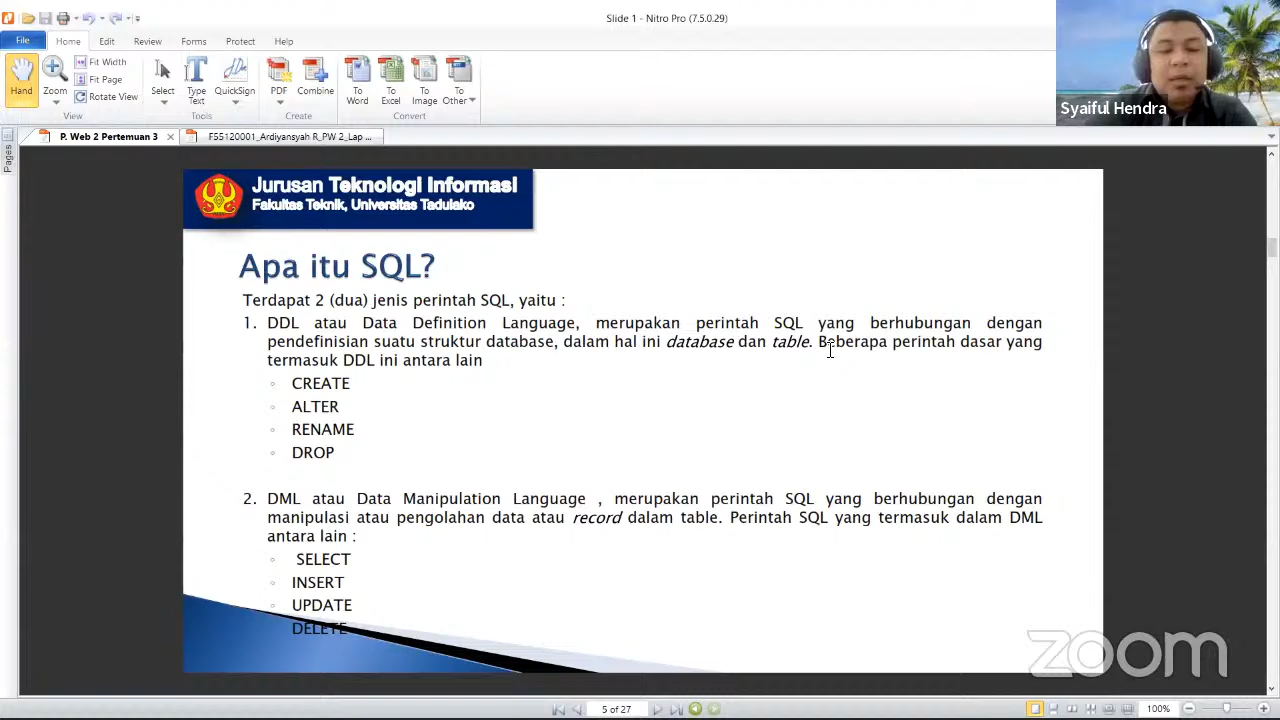 Slide 1 - Nitro Pro (7.5.0.29)
File Home Edit Review Forms Protect Help
Hand
Zoom
Fit Width
Fit Page
Rotate View
View
Select
Type Text
QuickSign
Tools
PDF
Combine
Create
To Word
To Excel
To Image
To Other
Convert
Syaiful Hendra
P. Web 2 Pertemuan 3
F55120001_Ardiyansyah R_PW 2_Lap ...
Pages
Jurusan Teknologi Informasi
Fakultas Teknik, Universitas Tadulako
Apa itu SQL?
Terdapat 2 (dua) jenis perintah SQL, yaitu :
1. DDL atau Data Definition Language, merupakan perintah SQL yang berhubungan dengan
pendefinisian suatu struktur database, dalam hal ini database dan table. Beberapa perintah dasar yang
termasuk DDL ini antara lain
◦ CREATE
◦ ALTER
◦ RENAME
◦ DROP
2. DML atau Data Manipulation Language , merupakan perintah SQL yang berhubungan dengan
manipulasi atau pengolahan data atau record dalam table. Perintah SQL yang termasuk dalam DML
antara lain :
◦ SELECT
◦ INSERT
◦ UPDATE
DELETE
zoom
5 of 27
100%